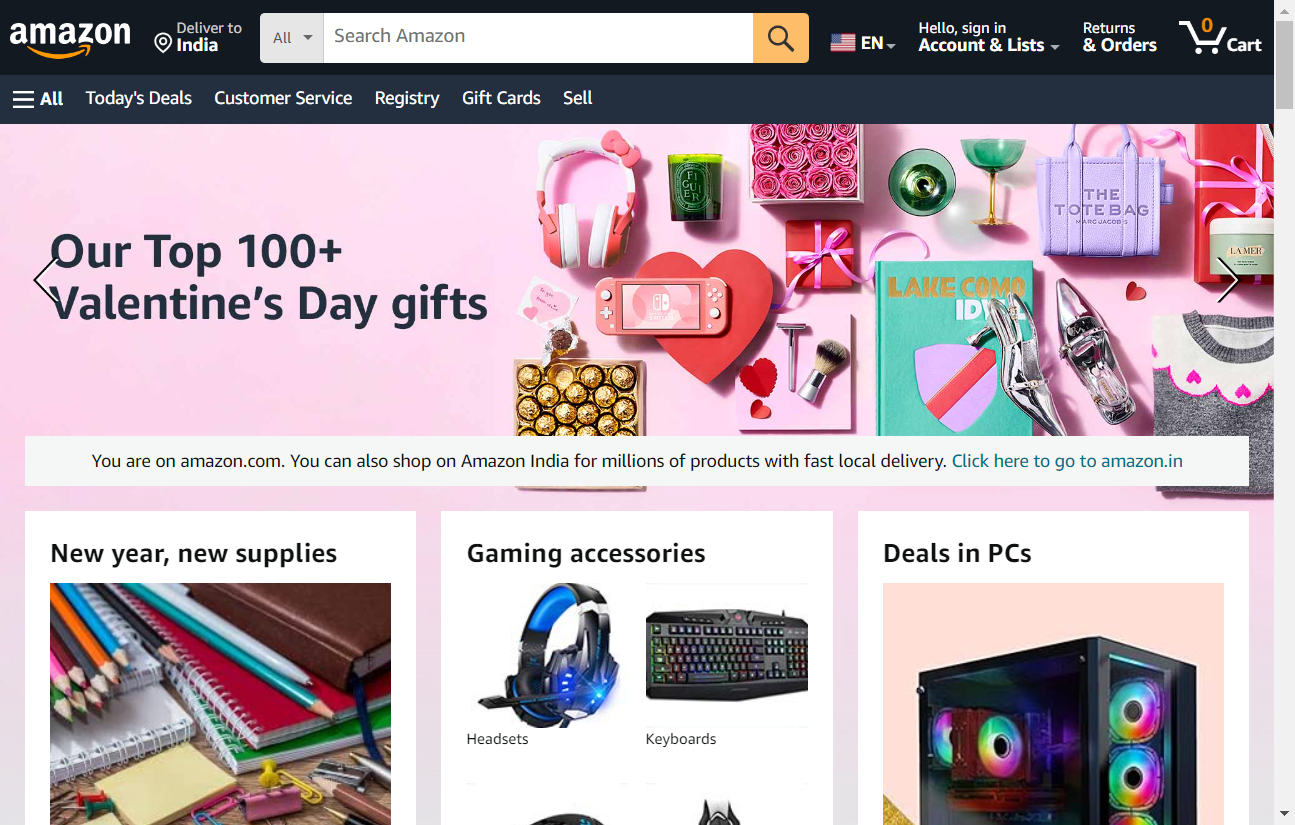 amazon
Deliver to
India
All
Search Amazon
EN
Hello, sign in
Account & Lists
Returns
& Orders
0
Cart
All
Today's Deals
Customer Service
Registry
Gift Cards
Sell
Our Top 100+
Valentine's Day gifts
FIGUIER
THE
TOTE BAG
MARC JACOBS
LA MER
LAKE COMO
You are on amazon.com. You can also shop on Amazon India for millions of products with fast local delivery. Click here to go to amazon.in
New year, new supplies
Gaming accessories
Deals in PCs
Headsets
Keyboards